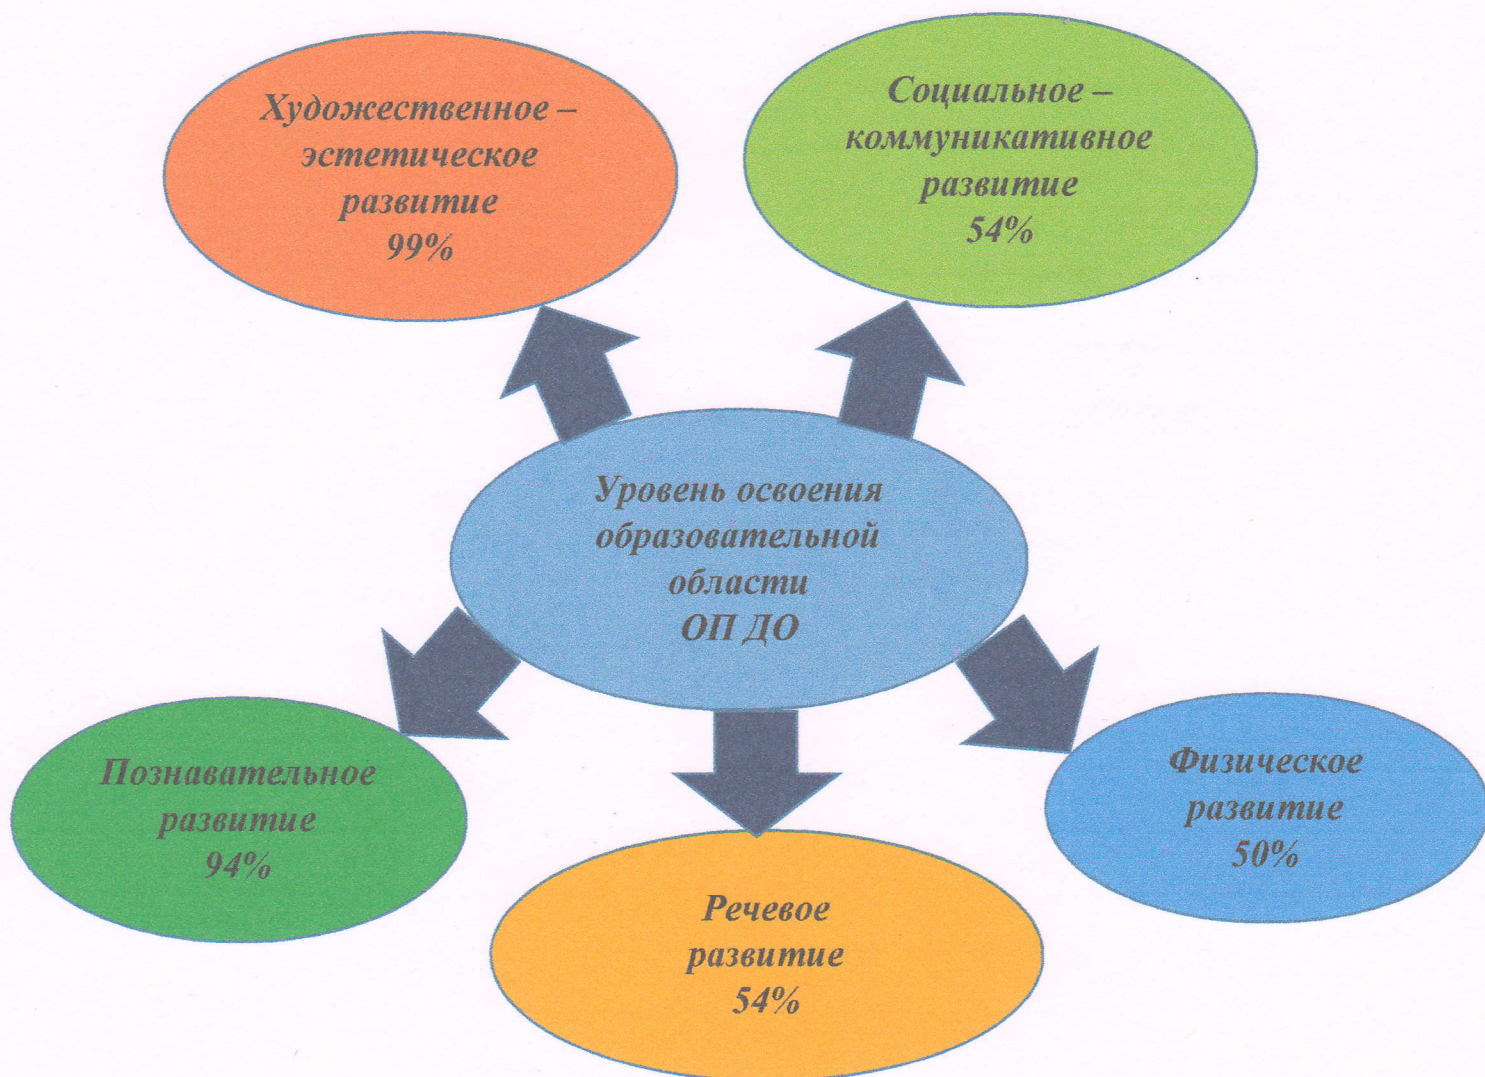 Художественное –
эстетическое
развитие
99%
Социальное –
коммуникативное
развитие
54%
Уровень освоения
образовательной
области
ОП ДО
Познавательное
развитие
94%
Речевое
развитие
54%
Физическое
развитие
50%